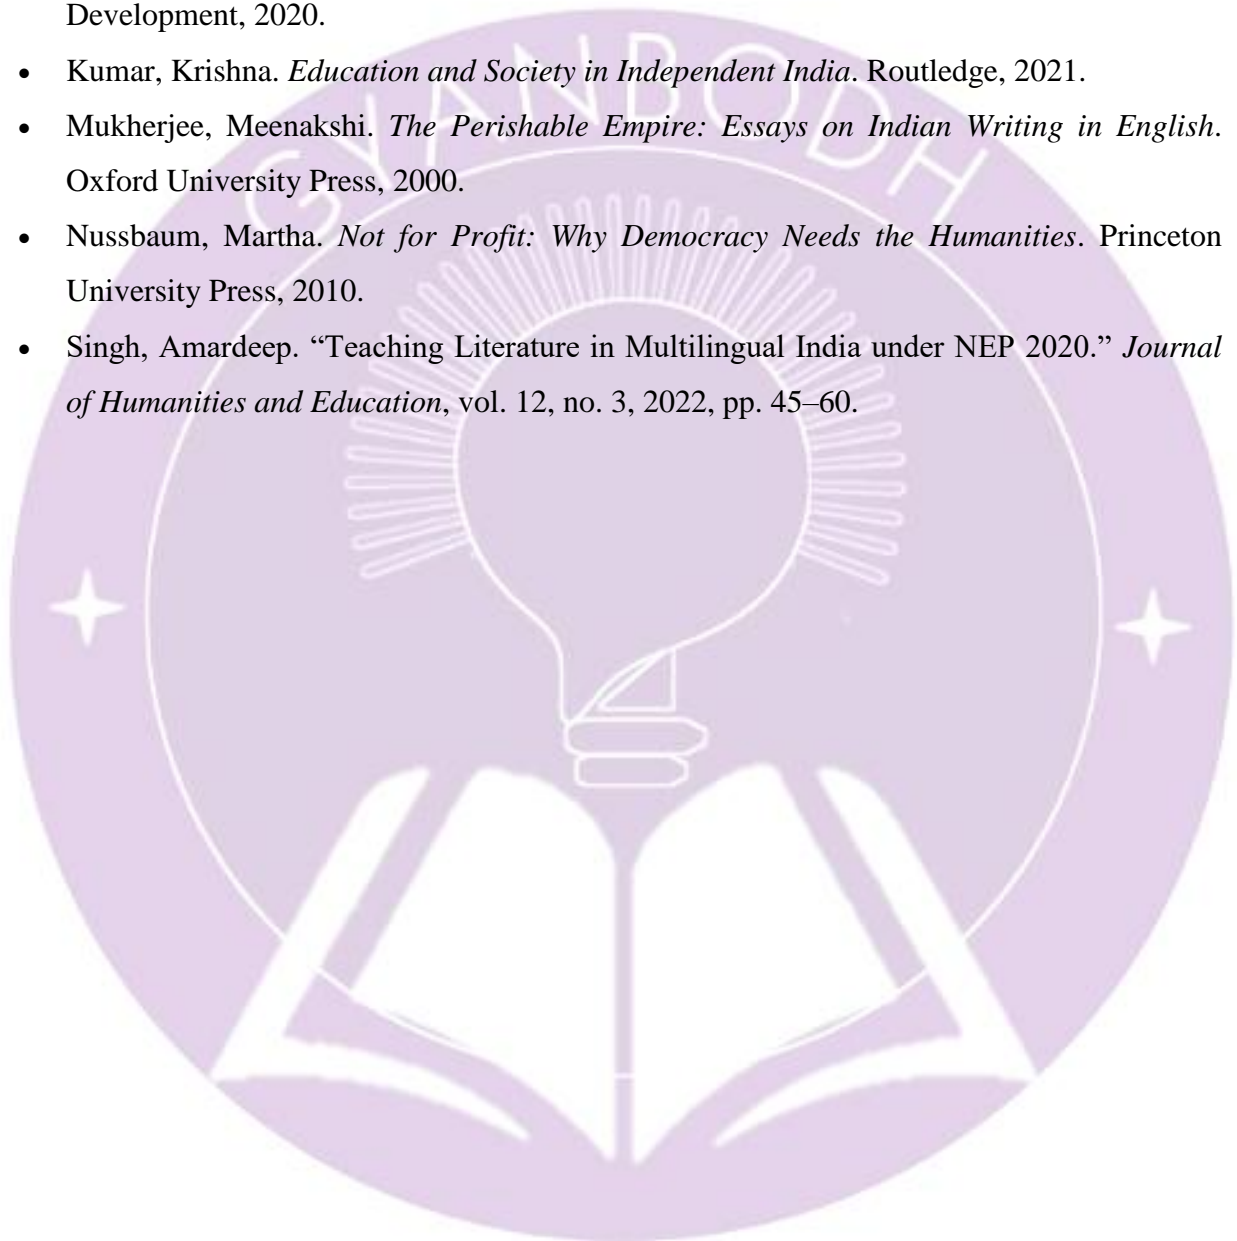 Development, 2020.
• Kumar, Krishna. Education and Society in Independent India. Routledge, 2021.
• Mukherjee, Meenakshi. The Perishable Empire: Essays on Indian Writing in English.
Oxford University Press, 2000.
• Nussbaum, Martha. Not for Profit: Why Democracy Needs the Humanities. Princeton
University Press, 2010.
• Singh, Amardeep. “Teaching Literature in Multilingual India under NEP 2020.” Journal
of Humanities and Education, vol. 12, no. 3, 2022, pp. 45–60.
GYANBODH